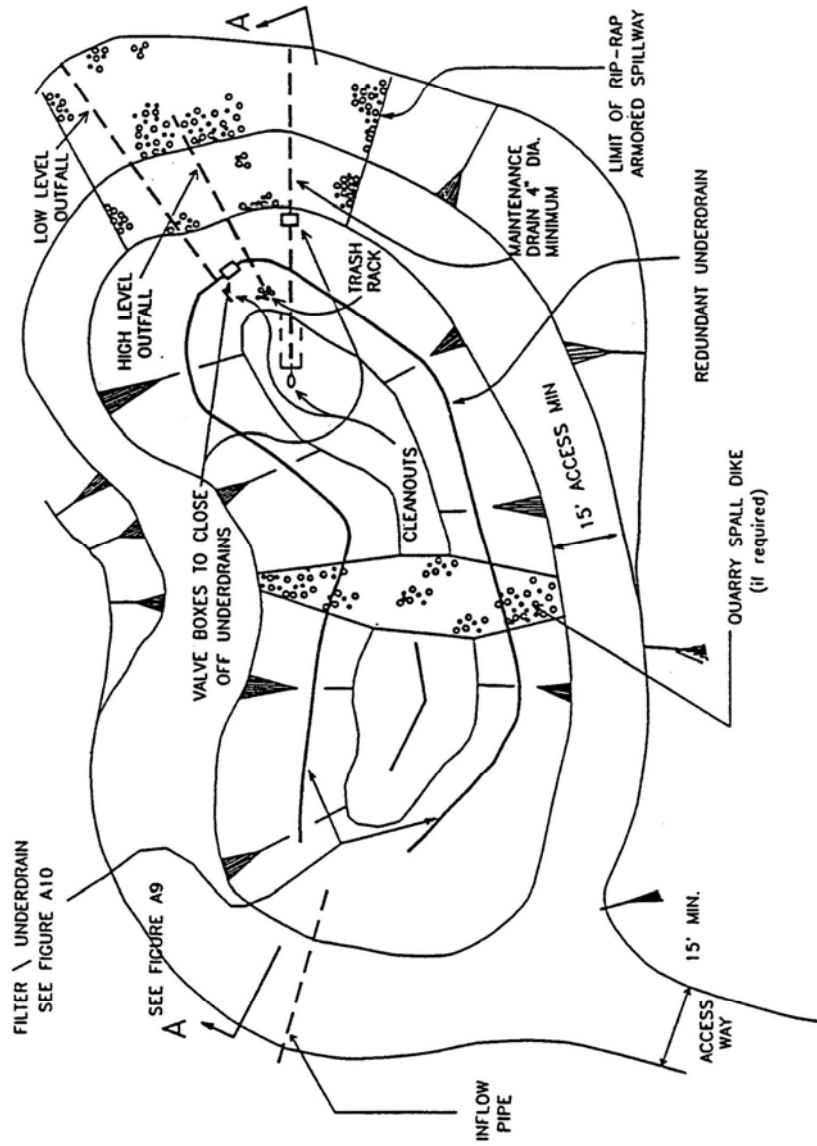 A
LOW LEVEL
OUTFALL
HIGH LEVEL
OUTFALL
TRASH
RACK
MAINTENANCE
DRAIN 4" DIA.
MINIMUM
LIMIT OF RIP-RAP
ARMORED SPILLWAY
REDUNDANT UNDERDRAIN
VALVE BOXES TO CLOSE
OFF UNDERDRAINS
CLEANOUTS
15' ACCESS MIN
QUARRY SPALL DIKE
(if required)
FILTER \ UNDERDRAIN
SEE FIGURE A10
SEE FIGURE A9
A
15' MIN.
ACCESS
WAY
INFLOW
PIPE